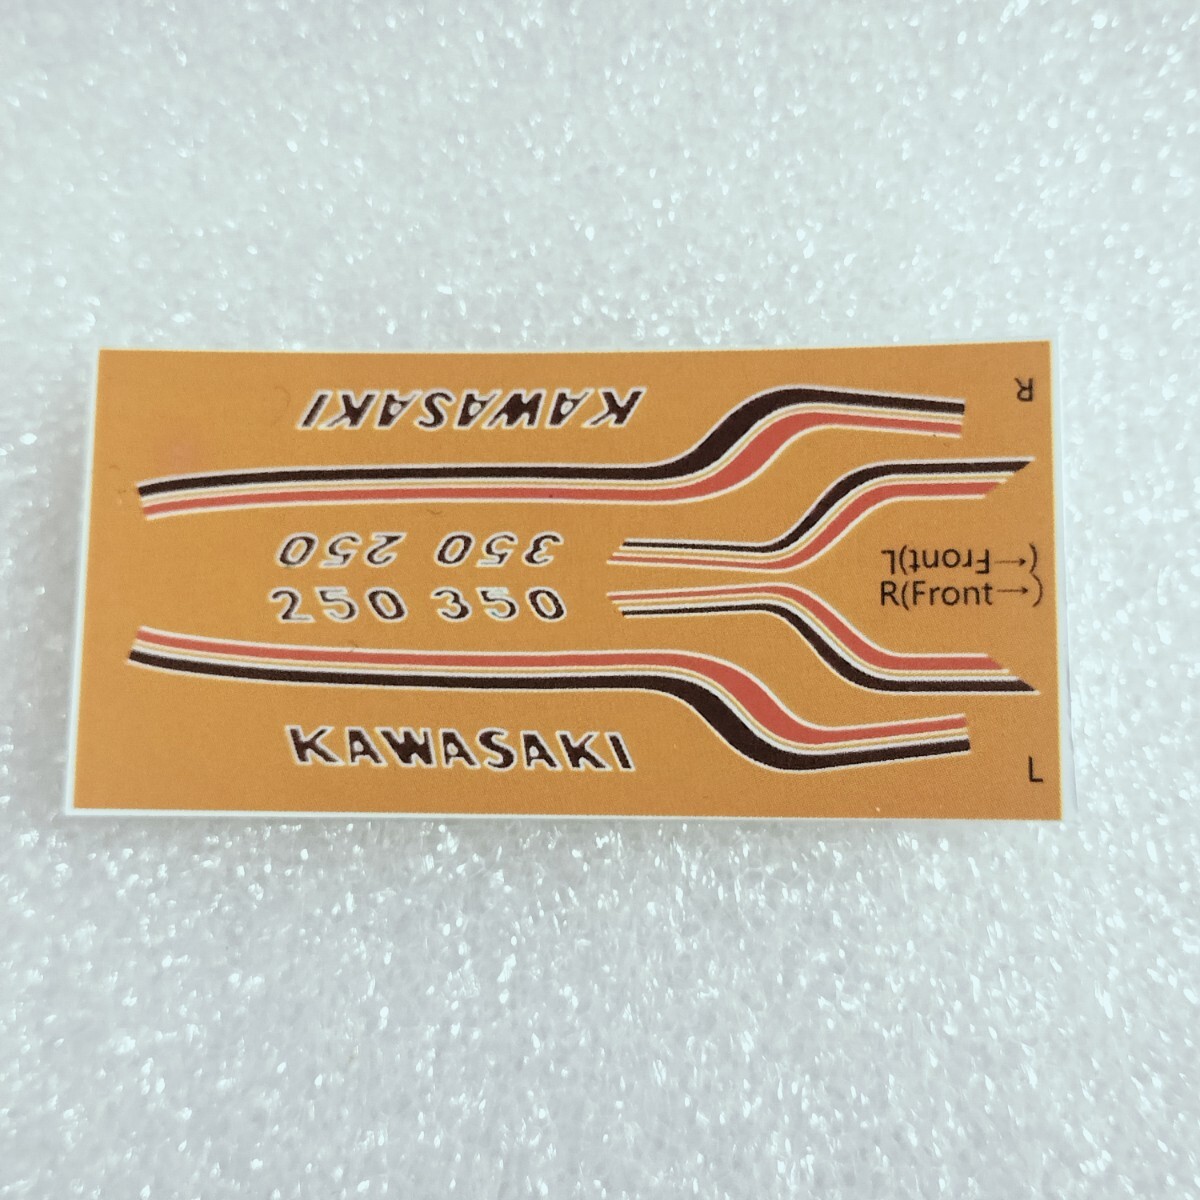 KAWASAKI
R
250 350
L(Front→)
R(Front→)
250 350
KAWASAKI
L